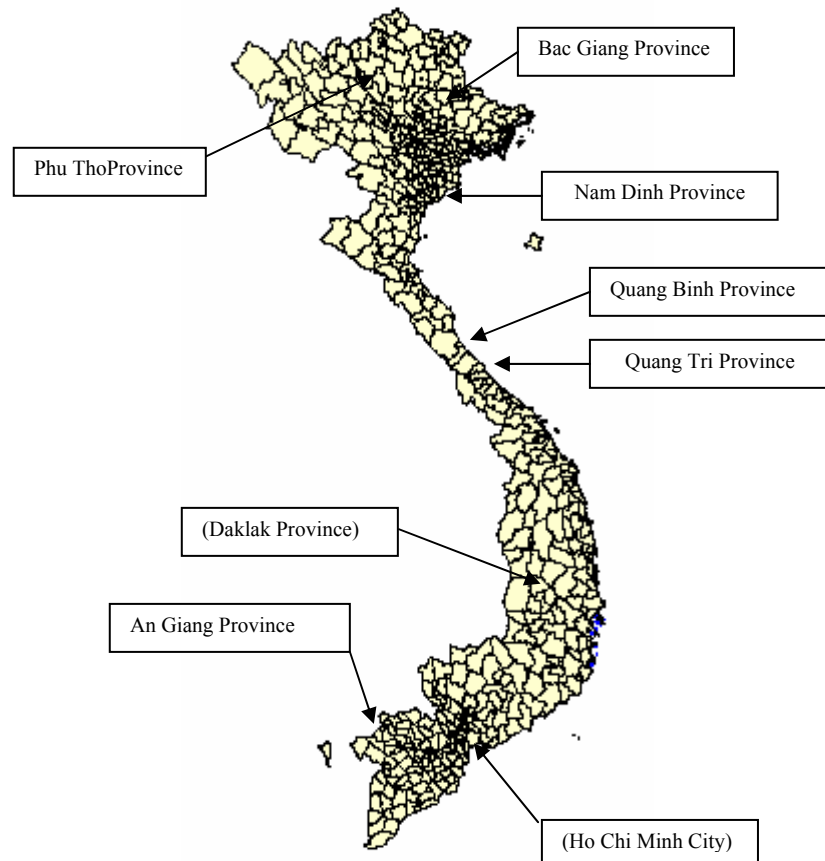 Bac Giang Province
Phu ThoProvince
Nam Dinh Province
Quang Binh Province
Quang Tri Province
(Daklak Province)
An Giang Province
(Ho Chi Minh City)